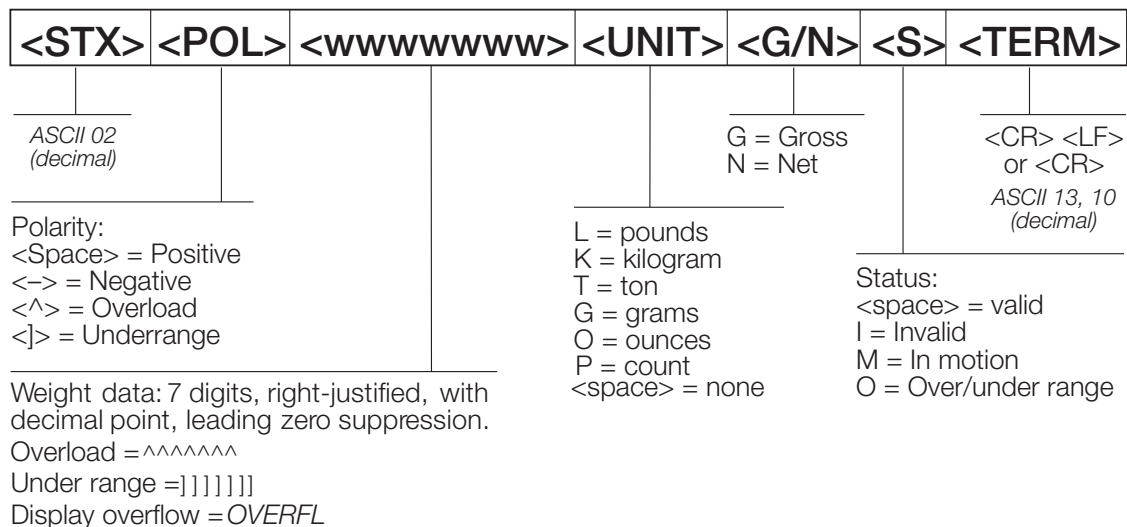 <STX> <POL> <wwwwwww> <UNIT> <G/N> <S> <TERM>
ASCII 02
(decimal)
G = Gross
N = Net
<CR> <LF>
or <CR>
ASCII 13, 10
(decimal)
Polarity:
<Space> = Positive
<–> = Negative
<^> = Overload
<]> = Underrange
L = pounds
K = kilogram
T = ton
G = grams
O = ounces
P = count
<space> = none
Status:
<space> = valid
I = Invalid
M = In motion
O = Over/under range
Weight data: 7 digits, right-justified, with
decimal point, leading zero suppression.
Overload = ^^^^^^^
Under range =]]]]]]]
Display overflow = OVERFL